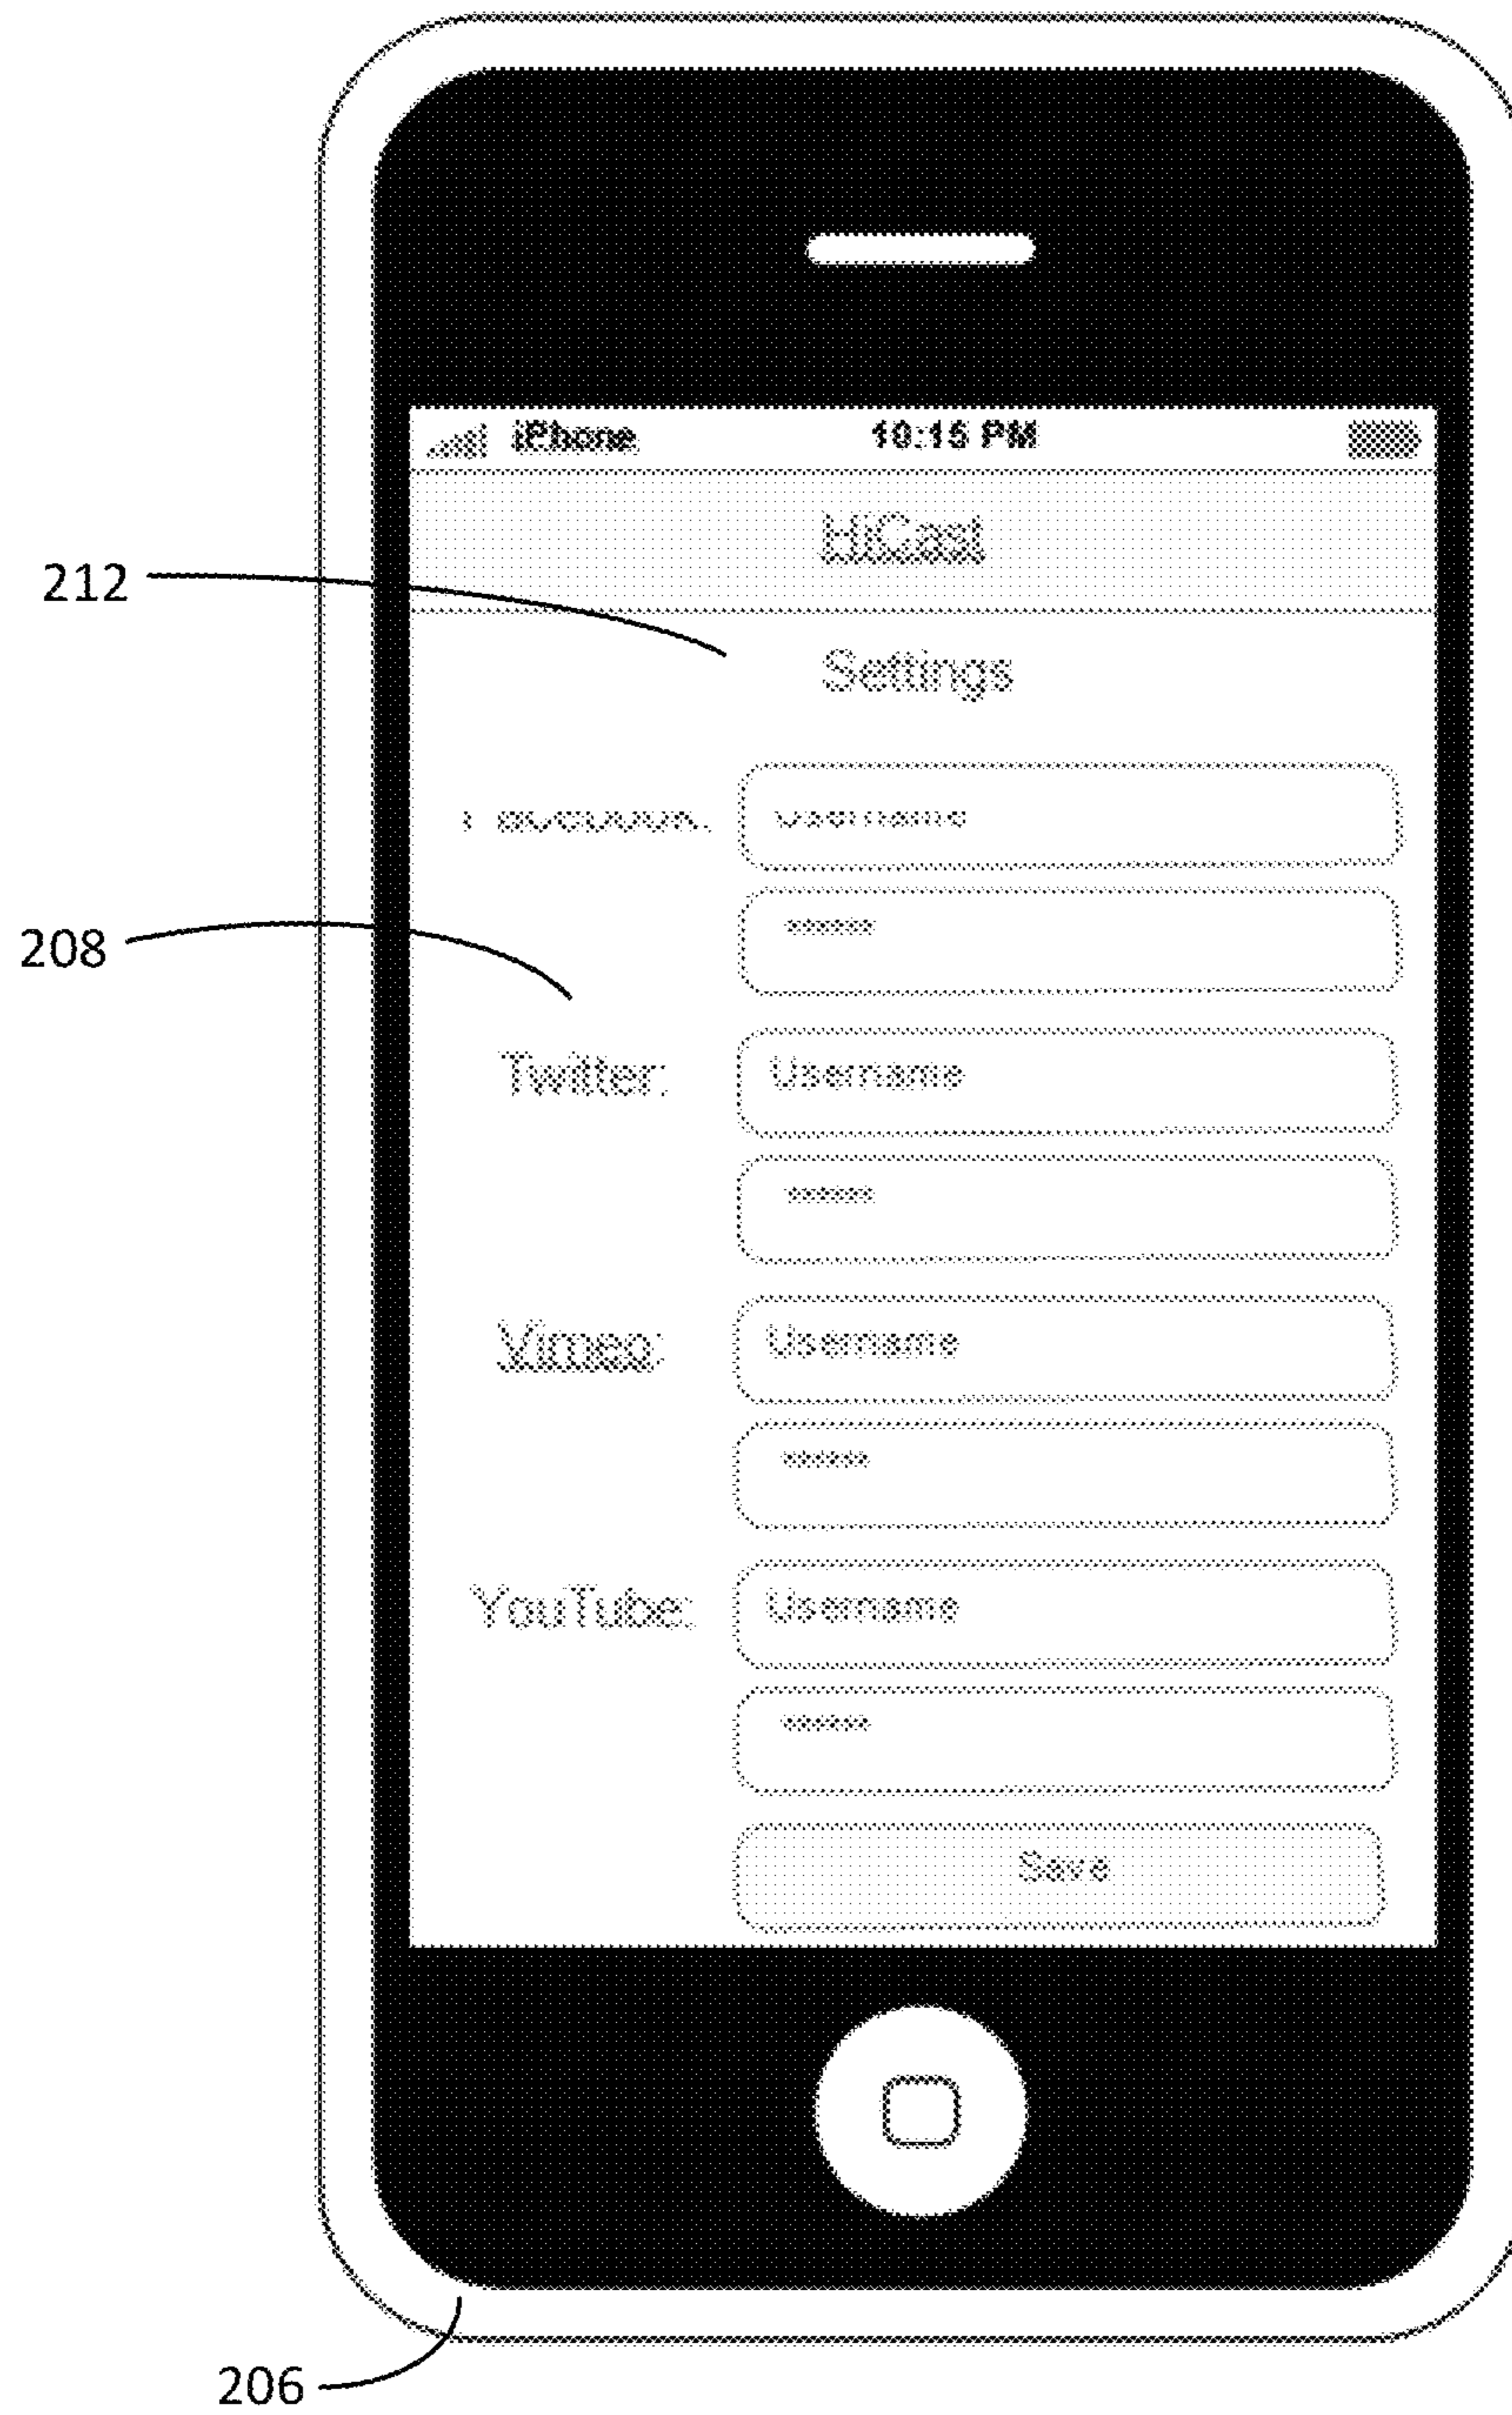 iPhone 10:15 PM
HiCast
212
Settings
208
******
Twitter: Username
******
Vimeo: Username
******
YouTube: Username
******
Save
206